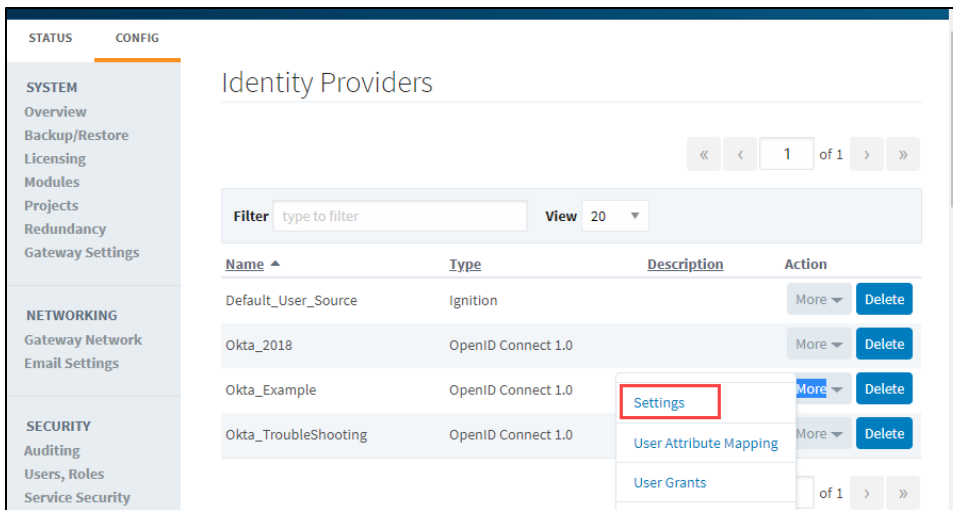 STATUS CONFIG
SYSTEM
Overview
Backup/Restore
Licensing
Modules
Projects
Redundancy
Gateway Settings
NETWORKING
Gateway Network
Email Settings
SECURITY
Auditing
Users, Roles
Service Security
Identity Providers
« ‹ 1 of 1 › »
Filter type to filter View 20
Name Type Description Action
Default_User_Source Ignition More Delete
Okta_2018 OpenID Connect 1.0 More Delete
Okta_Example OpenID Connect 1.0 More Delete
Settings
Okta_TroubleShooting OpenID Connect 1.0 More Delete
User Attribute Mapping
User Grants
of 1 › »